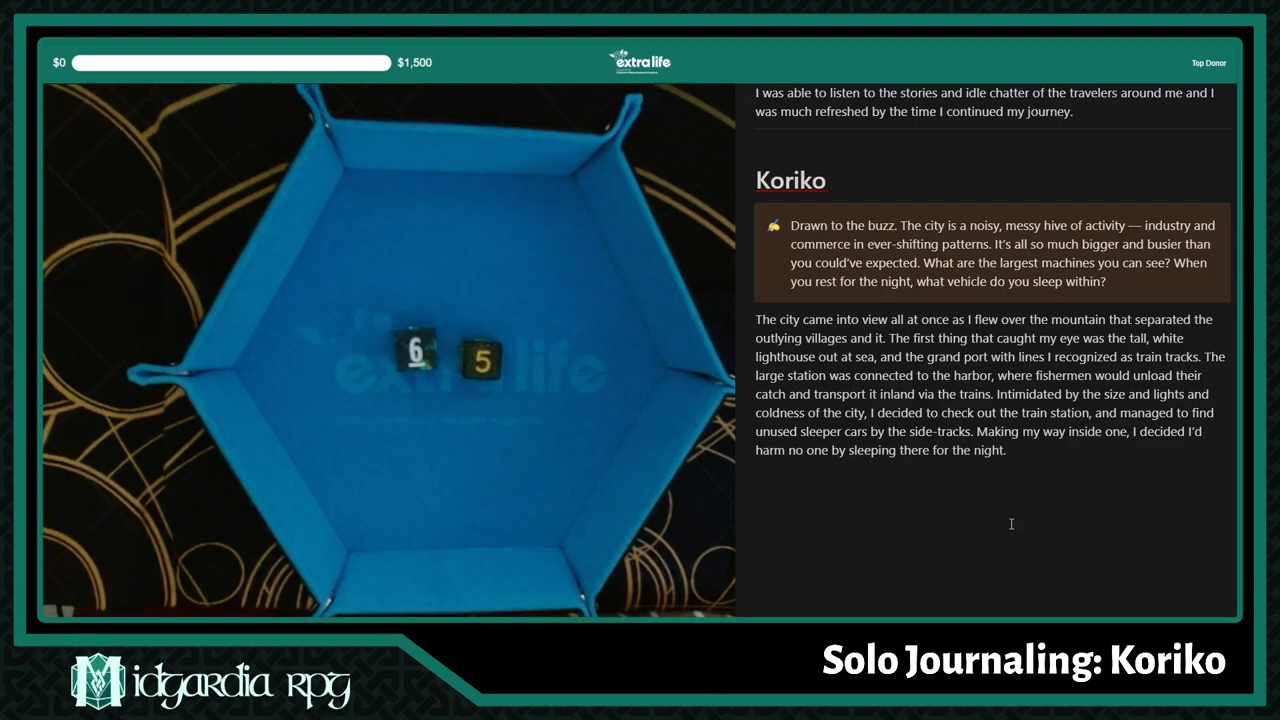 $0
$1,500
extralife
Top Donor
I was able to listen to the stories and idle chatter of the travelers around me and I
was much refreshed by the time I continued my journey.
Koriko
✍ Drawn to the buzz. The city is a noisy, messy hive of activity — industry and
commerce in ever-shifting patterns. It's all so much bigger and busier than
you could've expected. What are the largest machines you can see? When
you rest for the night, what vehicle do you sleep within?
The city came into view all at once as I flew over the mountain that separated the
outlying villages and it. The first thing that caught my eye was the tall, white
lighthouse out at sea, and the grand port with lines I recognized as train tracks. The
large station was connected to the harbor, where fishermen would unload their
catch and transport it inland via the trains. Intimidated by the size and lights and
coldness of the city, I decided to check out the train station, and managed to find
unused sleeper cars by the side-tracks. Making my way inside one, I decided I'd
harm no one by sleeping there for the night.
6
5
extra life
Midgardia RPG
Solo Journaling: Koriko